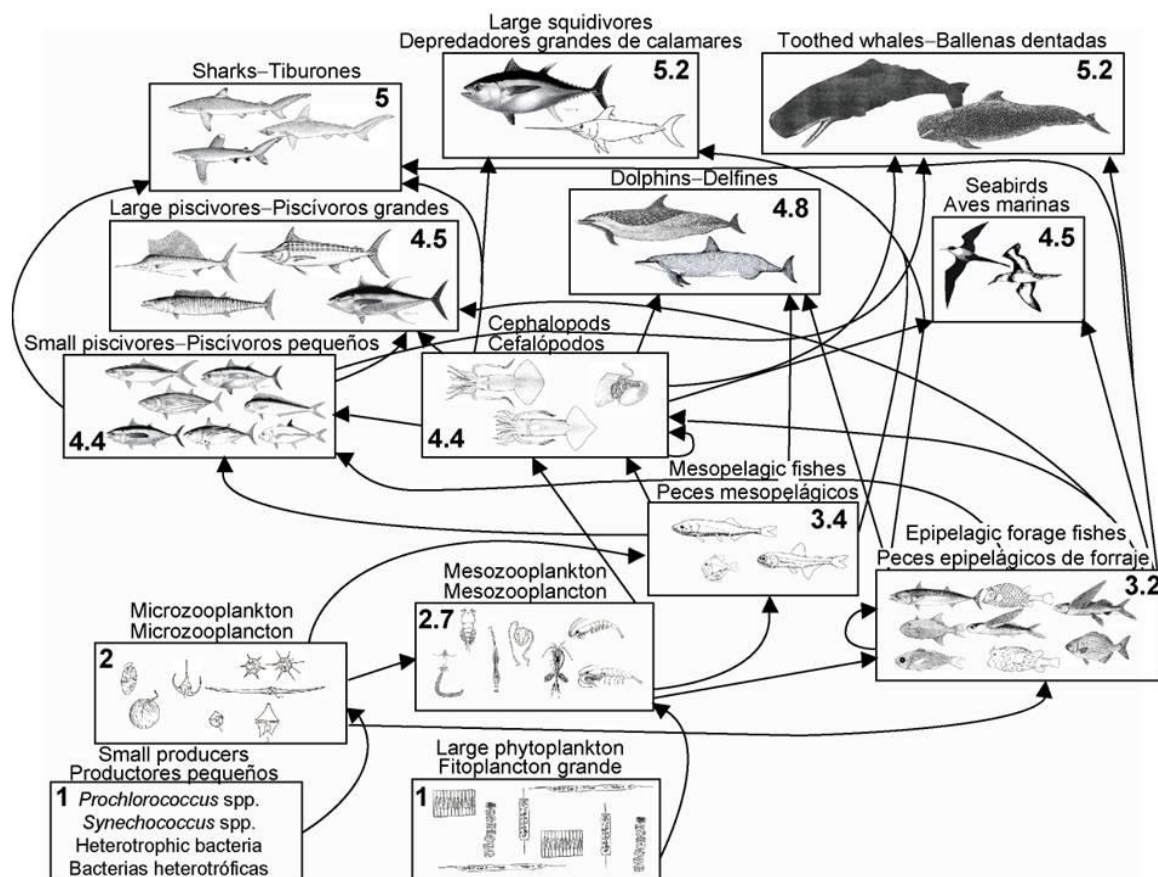 Large squidivores
Depredadores grandes de calamares
5.2
Toothed whales–Ballenas dentadas
5.2
Sharks–Tiburones
5
Dolphins–Delfines
4.8
Seabirds
Aves marinas
4.5
Large piscivores–Piscívoros grandes
4.5
Small piscivores–Piscívoros pequeños
4.4
Cephalopods
Cefalópodos
4.4
Mesopelagic fishes
Peces mesopelágicos
3.4
Epipelagic forage fishes
Peces epipelágicos de forraje
3.2
Mesozooplankton
Mesozooplancton
2.7
Microzooplankton
Microzooplancton
2
Small producers
Productores pequeños
1 Prochlorococcus spp.
Synechococcus spp.
Heterotrophic bacteria
Bacterias heterotróficas
Large phytoplankton
Fitoplancton grande
1